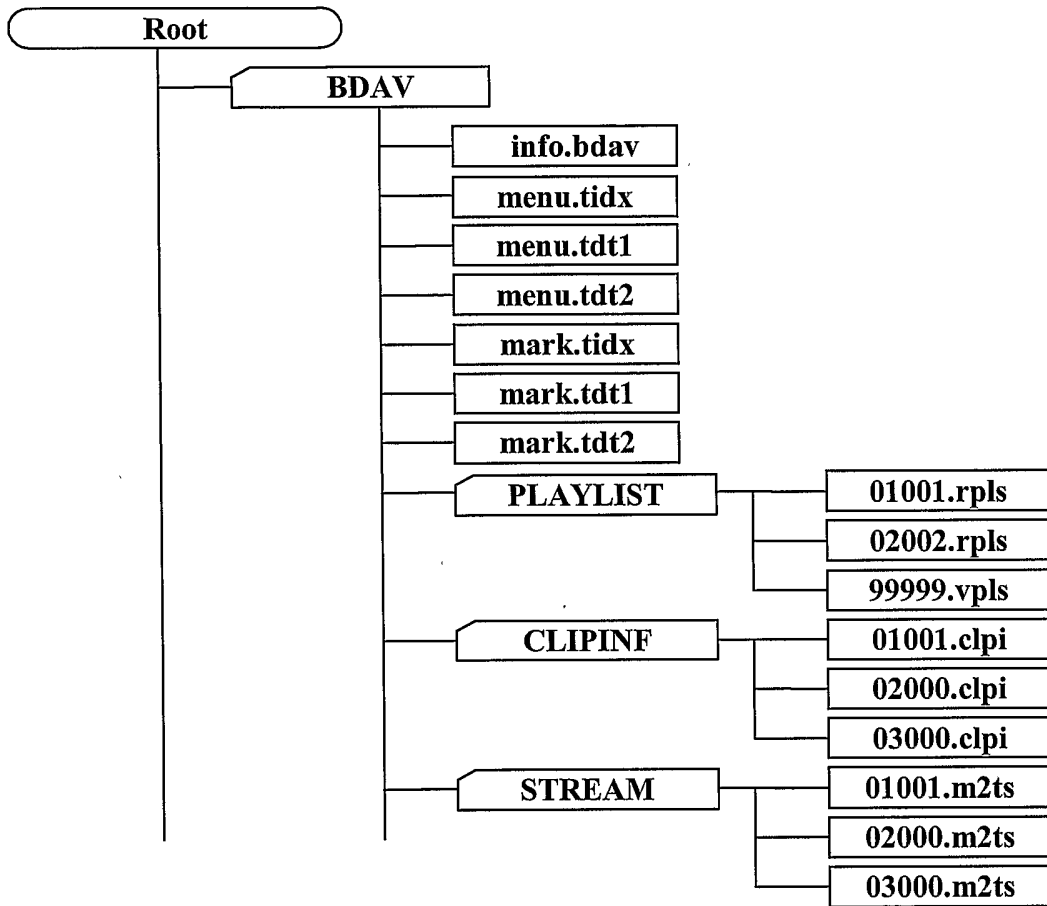 Root
BDAV
info.bdav
menu.tidx
menu.tdt1
menu.tdt2
mark.tidx
mark.tdt1
mark.tdt2
PLAYLIST
01001.rpls
02002.rpls
99999.vpls
CLIPINF
01001.clpi
02000.clpi
03000.clpi
STREAM
01001.m2ts
02000.m2ts
03000.m2ts